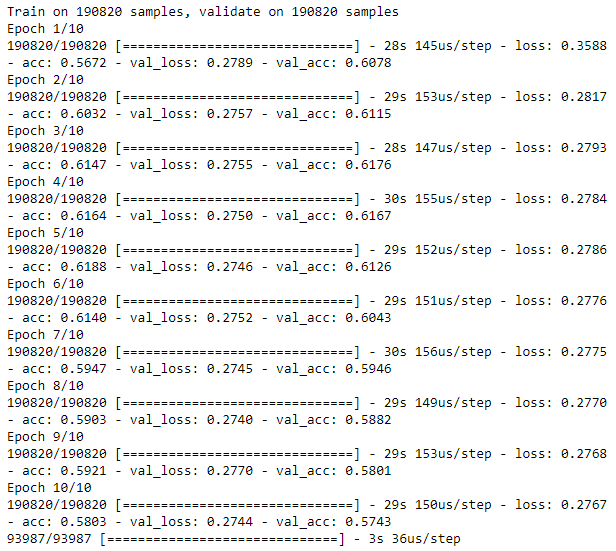 Train on 190820 samples, validate on 190820 samples
Epoch 1/10
190820/190820 [==============================] - 28s 145us/step - loss: 0.3588
- acc: 0.5672 - val_loss: 0.2789 - val_acc: 0.6078
Epoch 2/10
190820/190820 [==============================] - 29s 153us/step - loss: 0.2817
- acc: 0.6032 - val_loss: 0.2757 - val_acc: 0.6115
Epoch 3/10
190820/190820 [==============================] - 28s 147us/step - loss: 0.2793
- acc: 0.6147 - val_loss: 0.2755 - val_acc: 0.6176
Epoch 4/10
190820/190820 [==============================] - 30s 155us/step - loss: 0.2784
- acc: 0.6164 - val_loss: 0.2750 - val_acc: 0.6167
Epoch 5/10
190820/190820 [==============================] - 29s 152us/step - loss: 0.2786
- acc: 0.6188 - val_loss: 0.2746 - val_acc: 0.6126
Epoch 6/10
190820/190820 [==============================] - 29s 151us/step - loss: 0.2776
- acc: 0.6140 - val_loss: 0.2752 - val_acc: 0.6043
Epoch 7/10
190820/190820 [==============================] - 30s 156us/step - loss: 0.2775
- acc: 0.5947 - val_loss: 0.2745 - val_acc: 0.5946
Epoch 8/10
190820/190820 [==============================] - 29s 149us/step - loss: 0.2770
- acc: 0.5903 - val_loss: 0.2740 - val_acc: 0.5882
Epoch 9/10
190820/190820 [==============================] - 29s 153us/step - loss: 0.2768
- acc: 0.5921 - val_loss: 0.2770 - val_acc: 0.5801
Epoch 10/10
190820/190820 [==============================] - 29s 150us/step - loss: 0.2767
- acc: 0.5803 - val_loss: 0.2744 - val_acc: 0.5743
93987/93987 [==============================] - 3s 36us/step